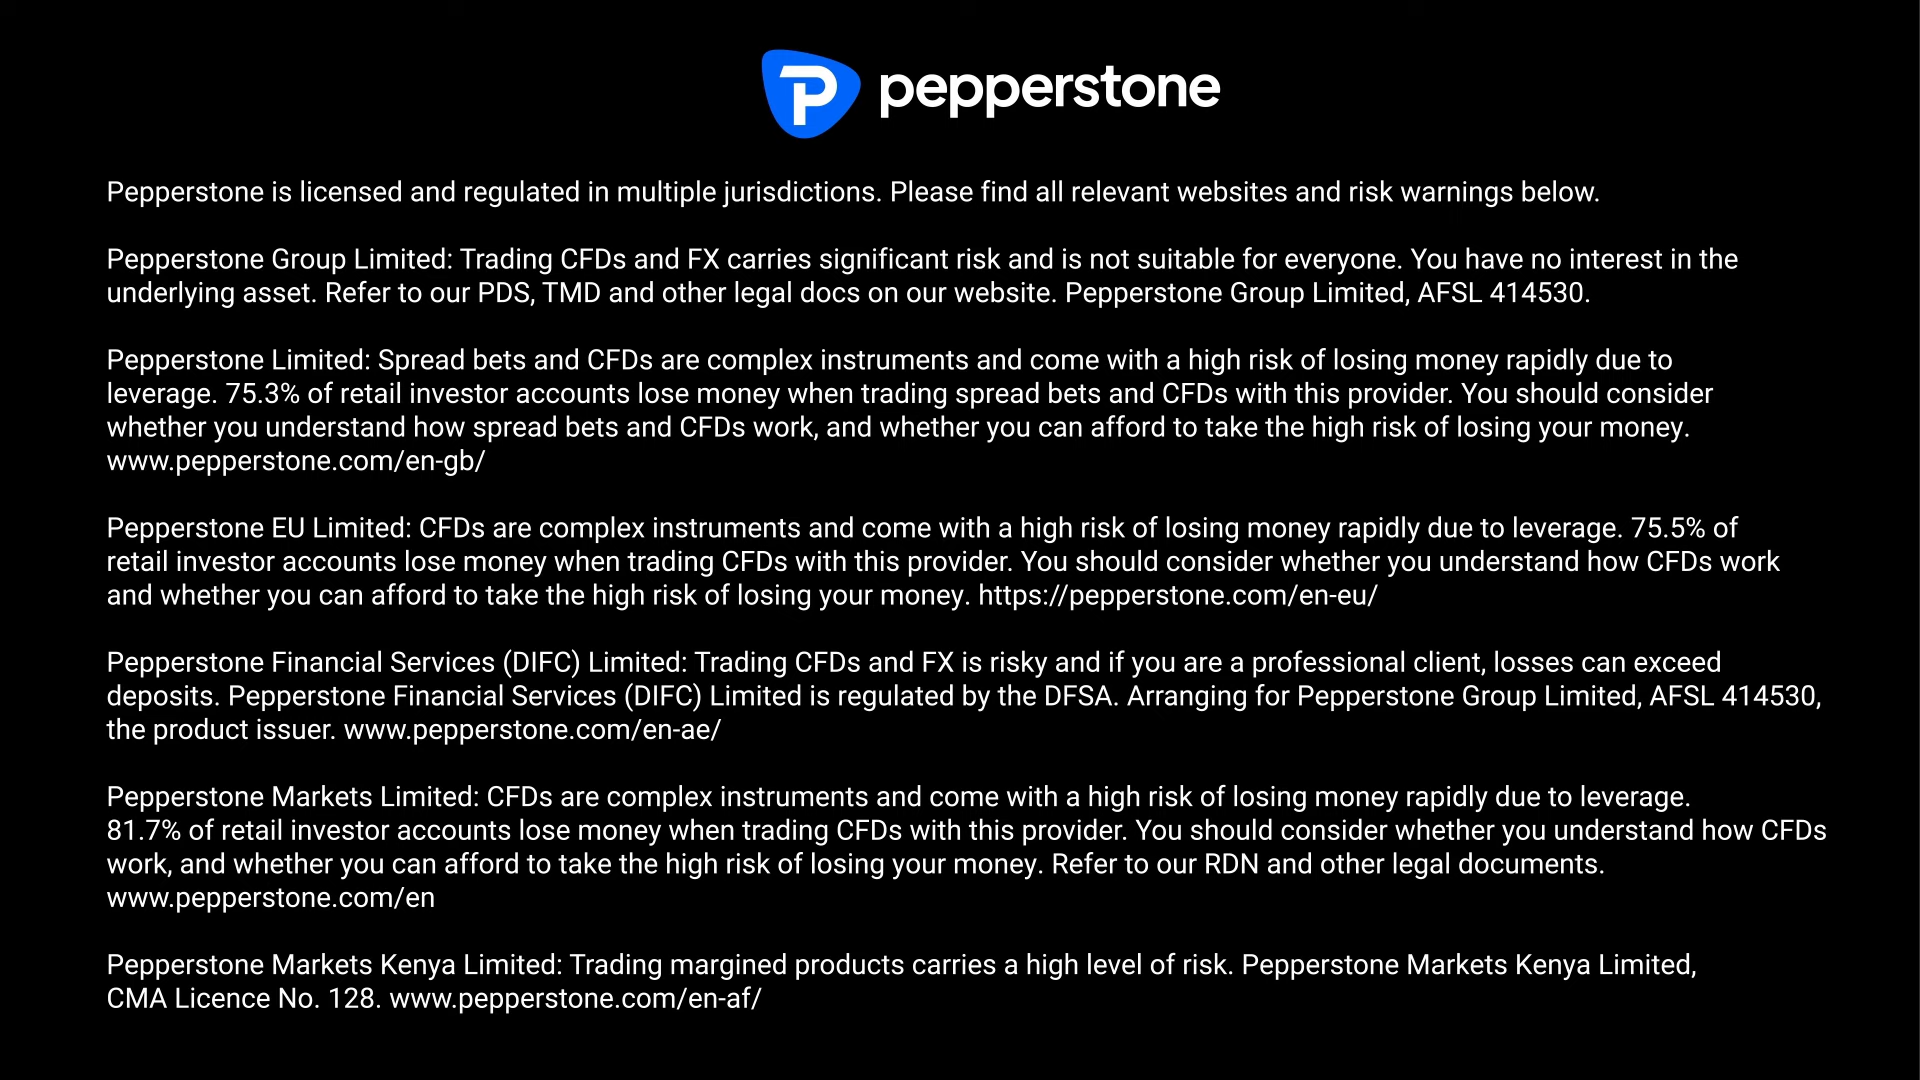 pepperstone
Pepperstone is licensed and regulated in multiple jurisdictions. Please find all relevant websites and risk warnings below.
Pepperstone Group Limited: Trading CFDs and FX carries significant risk and is not suitable for everyone. You have no interest in the
underlying asset. Refer to our PDS, TMD and other legal docs on our website. Pepperstone Group Limited, AFSL 414530.
Pepperstone Limited: Spread bets and CFDs are complex instruments and come with a high risk of losing money rapidly due to
leverage. 75.3% of retail investor accounts lose money when trading spread bets and CFDs with this provider. You should consider
whether you understand how spread bets and CFDs work, and whether you can afford to take the high risk of losing your money.
www.pepperstone.com/en-gb/
Pepperstone EU Limited: CFDs are complex instruments and come with a high risk of losing money rapidly due to leverage. 75.5% of
retail investor accounts lose money when trading CFDs with this provider. You should consider whether you understand how CFDs work
and whether you can afford to take the high risk of losing your money. https://pepperstone.com/en-eu/
Pepperstone Financial Services (DIFC) Limited: Trading CFDs and FX is risky and if you are a professional client, losses can exceed
deposits. Pepperstone Financial Services (DIFC) Limited is regulated by the DFSA. Arranging for Pepperstone Group Limited, AFSL 414530,
the product issuer. www.pepperstone.com/en-ae/
Pepperstone Markets Limited: CFDs are complex instruments and come with a high risk of losing money rapidly due to leverage.
81.7% of retail investor accounts lose money when trading CFDs with this provider. You should consider whether you understand how CFDs
work, and whether you can afford to take the high risk of losing your money. Refer to our RDN and other legal documents.
www.pepperstone.com/en
Pepperstone Markets Kenya Limited: Trading margined products carries a high level of risk. Pepperstone Markets Kenya Limited,
CMA Licence No. 128. www.pepperstone.com/en-af/